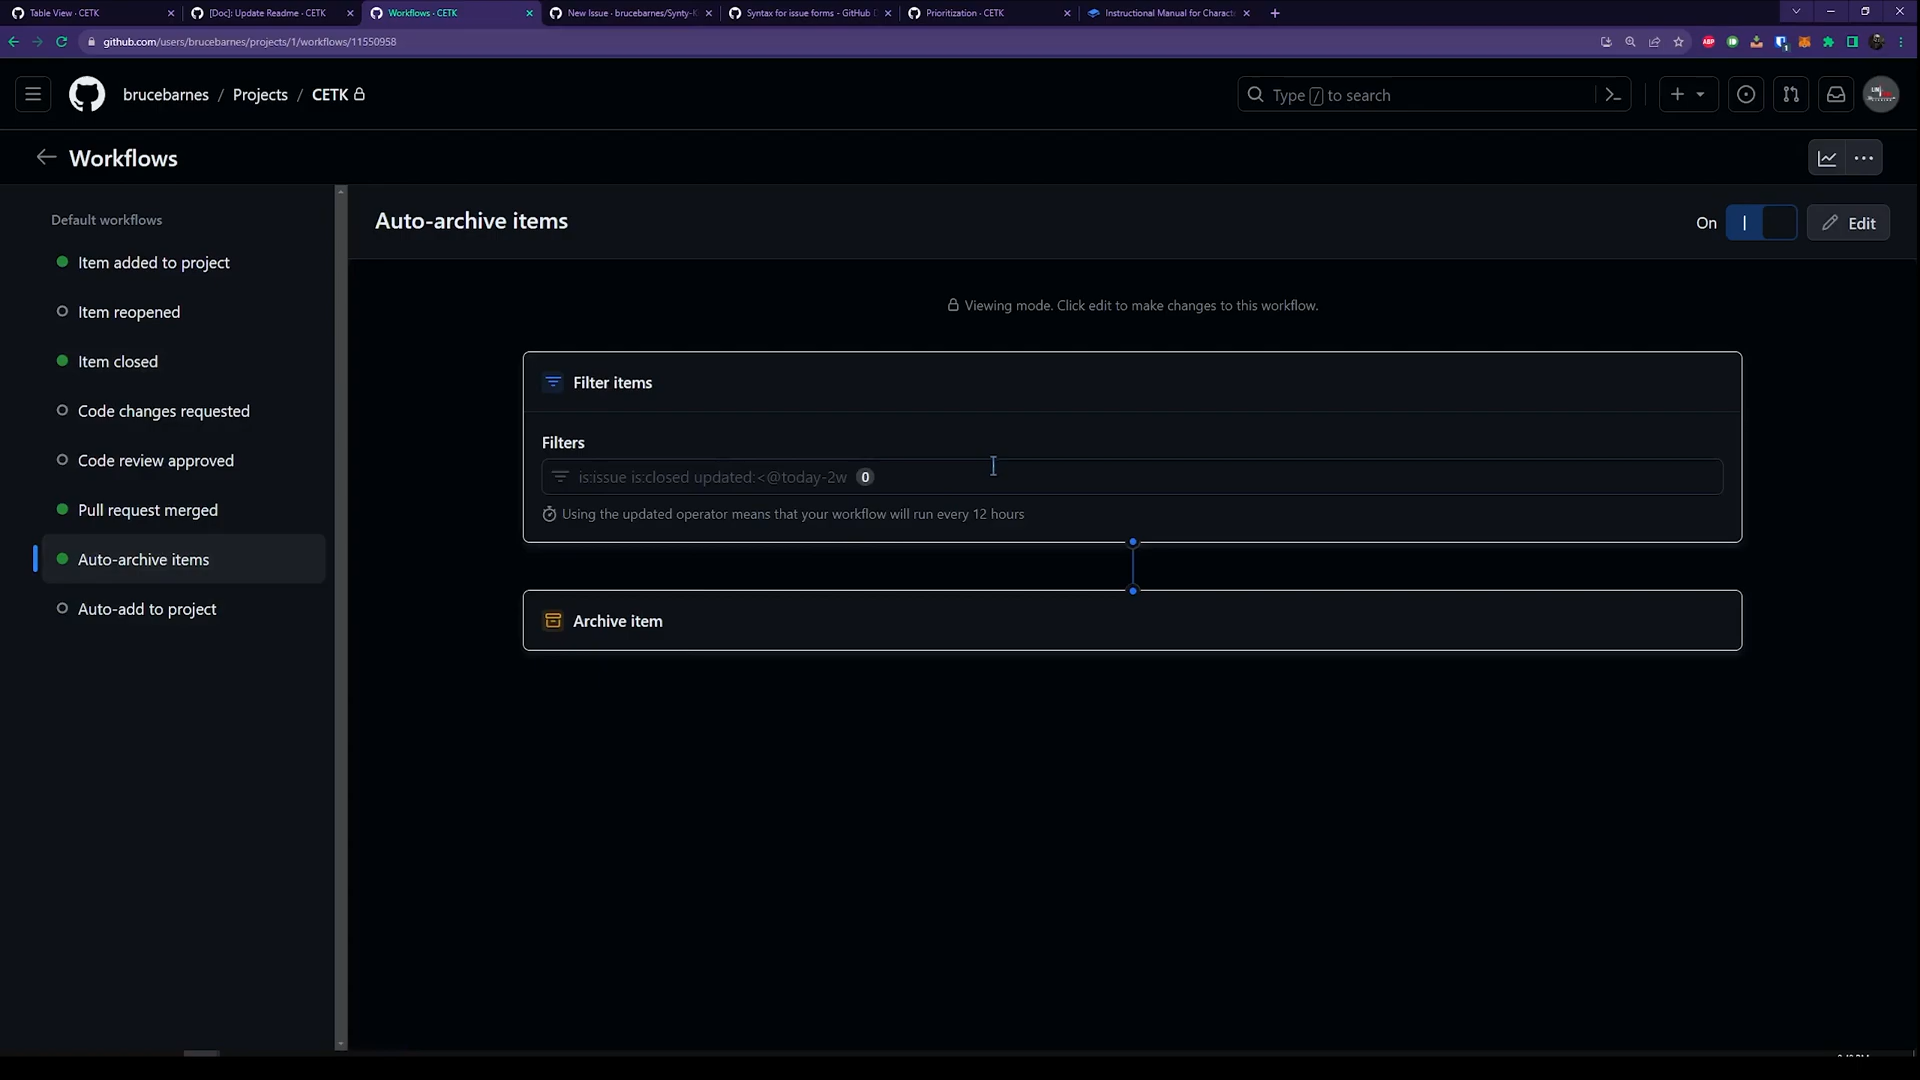 Table View · CETK
[Doc]: Update Readme · CETK
Workflows · CETK
New Issue · brucebarnes/Synty-K
Syntax for issue forms - GitHub D
Prioritization · CETK
Instructional Manual for Charact
github.com/users/brucebarnes/projects/1/workflows/11550958
ABP
brucebarnes / Projects / CETK
Type / to search
Workflows
Default workflows
Item added to project
Item reopened
Item closed
Code changes requested
Code review approved
Pull request merged
Auto-archive items
Auto-add to project
Auto-archive items
On
Edit
Viewing mode. Click edit to make changes to this workflow.
Filter items
Filters
is:issue is:closed updated:<@today-2w 0
Using the updated operator means that your workflow will run every 12 hours
Archive item